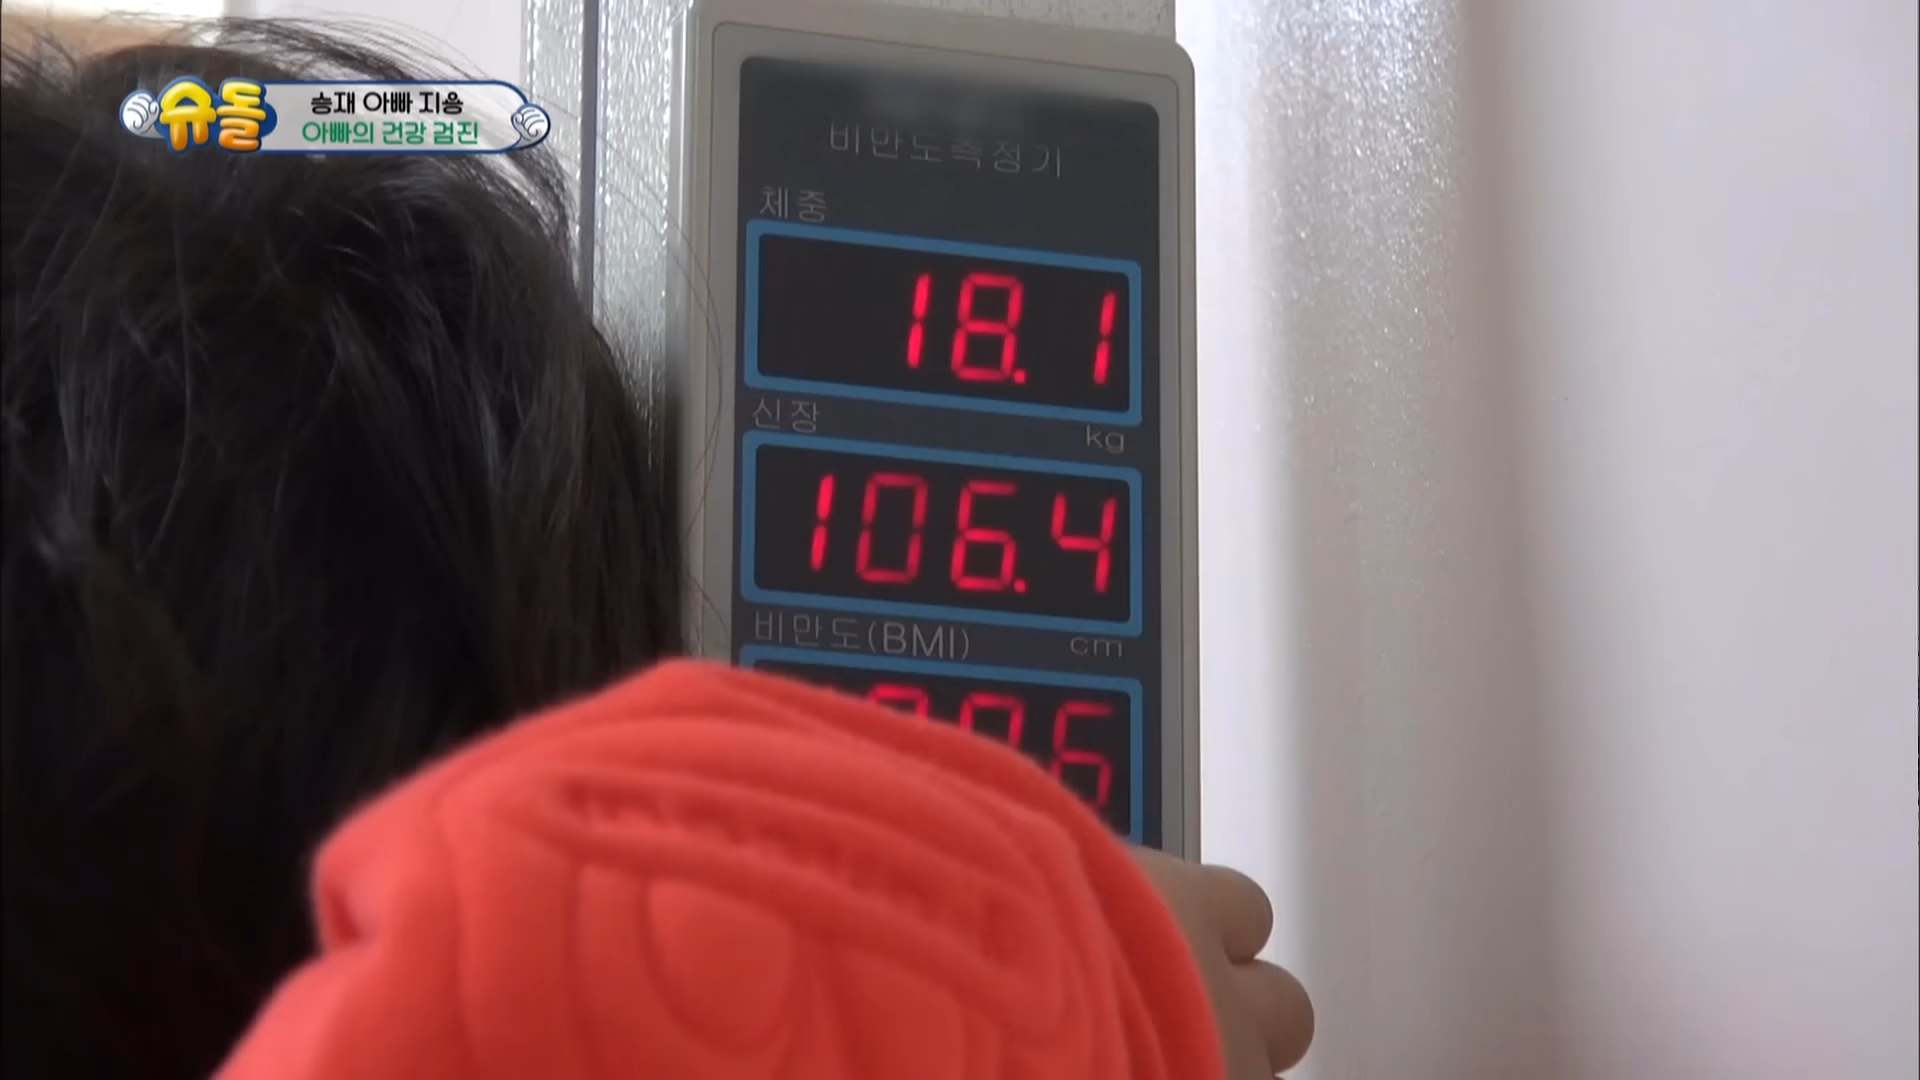 슈돌
승재 아빠 지용
아빠의 건강 검진
비만도측정기
체중
18.1
kg
신장
106.4
cm
비만도(BMI)